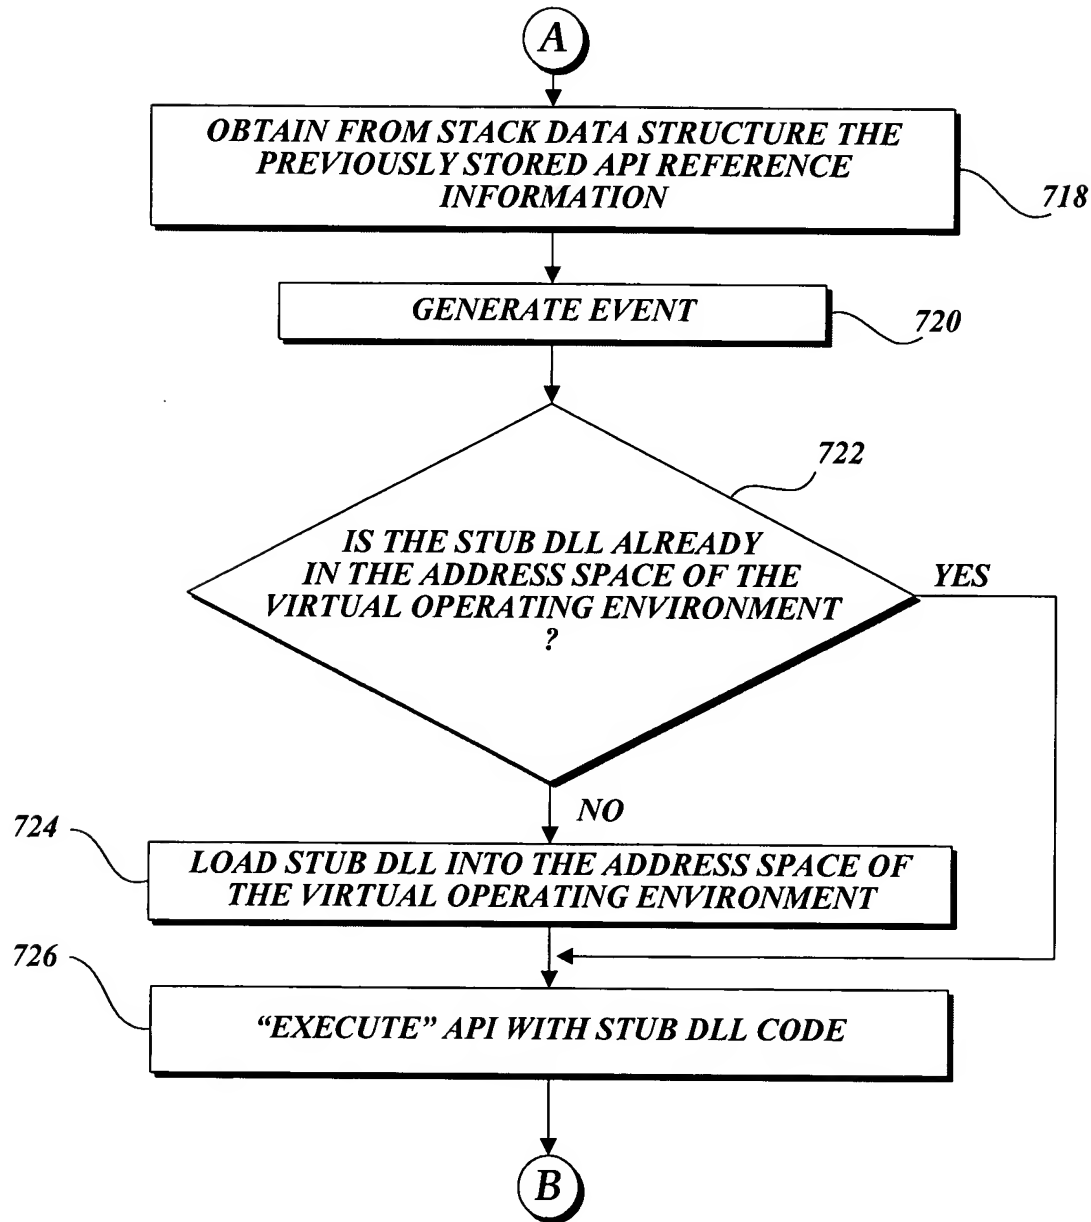 A
OBTAIN FROM STACK DATA STRUCTURE THE
PREVIOUSLY STORED API REFERENCE
INFORMATION
718
GENERATE EVENT
720
722
IS THE STUB DLL ALREADY
IN THE ADDRESS SPACE OF THE
VIRTUAL OPERATING ENVIRONMENT
?
YES
NO
724
LOAD STUB DLL INTO THE ADDRESS SPACE OF
THE VIRTUAL OPERATING ENVIRONMENT
726
“EXECUTE” API WITH STUB DLL CODE
B